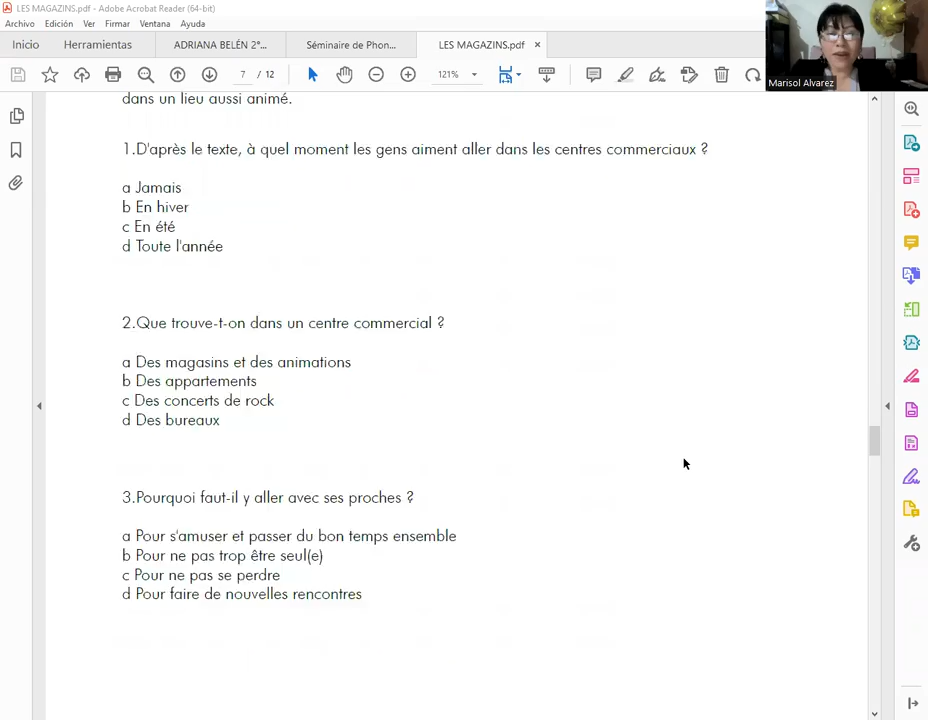 LES MAGAZINS.pdf - Adobe Acrobat Reader (64-bit)
Archivo Edición Ver Firmar Ventana Ayuda
Inicio Herramientas ADRIANA BELÉN 2°... Séminaire de Phon... LES MAGAZINS.pdf ×
7 / 12 121%
Marisol Alvarez
dans un lieu aussi animé.
1.D'après le texte, à quel moment les gens aiment aller dans les centres commerciaux ?
a Jamais
b En hiver
c En été
d Toute l'année
2.Que trouve-t-on dans un centre commercial ?
a Des magasins et des animations
b Des appartements
c Des concerts de rock
d Des bureaux
3.Pourquoi faut-il y aller avec ses proches ?
a Pour s'amuser et passer du bon temps ensemble
b Pour ne pas trop être seul(e)
c Pour ne pas se perdre
d Pour faire de nouvelles rencontres